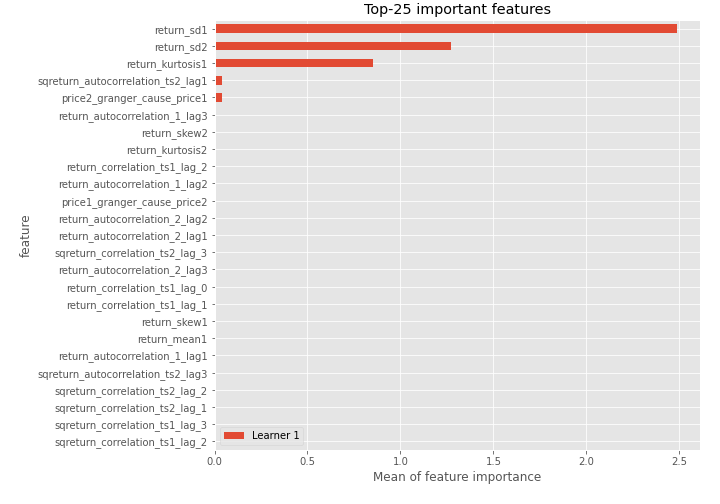 Top-25 important features
return_sd1
return_sd2
return_kurtosis1
sqreturn_autocorrelation_ts2_lag1
price2_granger_cause_price1
return_autocorrelation_1_lag3
return_skew2
return_kurtosis2
return_correlation_ts1_lag_2
return_autocorrelation_1_lag2
price1_granger_cause_price2
return_autocorrelation_2_lag2
return_autocorrelation_2_lag1
sqreturn_correlation_ts2_lag_3
return_autocorrelation_2_lag3
return_correlation_ts1_lag_0
return_correlation_ts1_lag_1
return_skew1
return_mean1
return_autocorrelation_1_lag1
sqreturn_autocorrelation_ts2_lag3
sqreturn_correlation_ts2_lag_2
sqreturn_correlation_ts2_lag_1
sqreturn_correlation_ts1_lag_3
sqreturn_correlation_ts1_lag_2
feature
Learner 1
0.0 0.5 1.0 1.5 2.0 2.5
Mean of feature importance